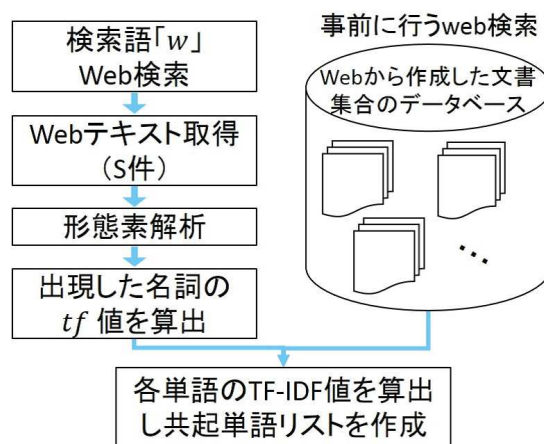 検索語「w」
Web検索
Webテキスト取得
(S件)
形態素解析
出現した名詞の
tf 値を算出
事前に行うweb検索
Webから作成した文書
集合のデータベース
各単語のTF-IDF値を算出
し共起単語リストを作成